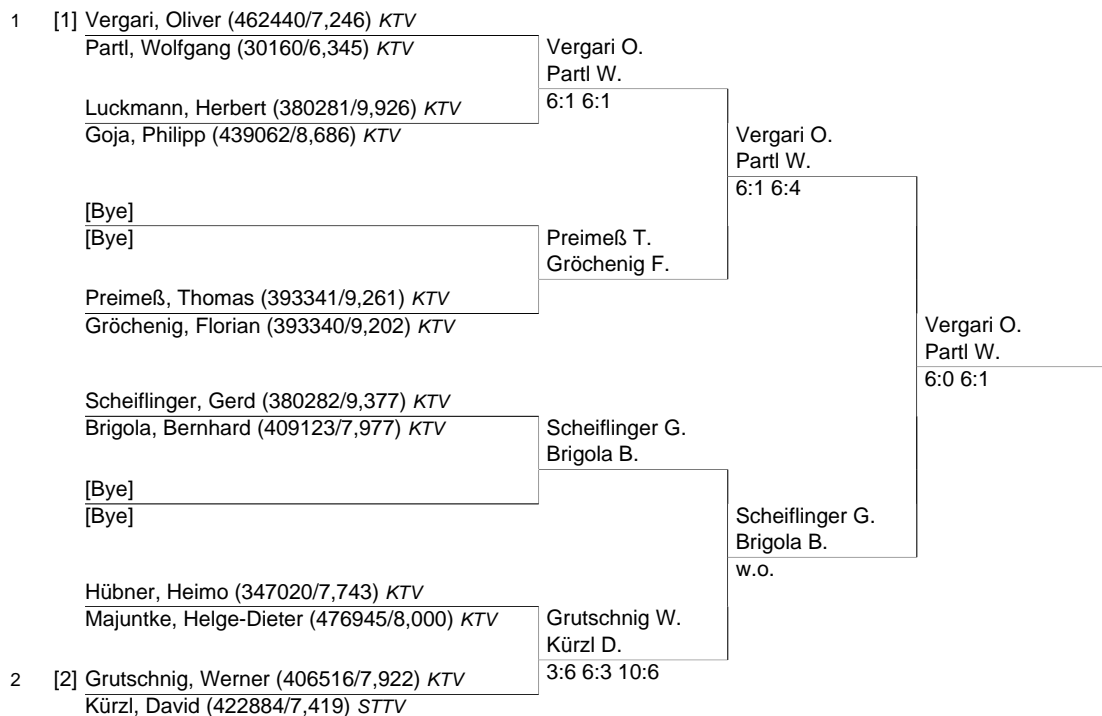 1 [1] Vergari, Oliver (462440/7,246) KTV
Partl, Wolfgang (30160/6,345) KTV
Luckmann, Herbert (380281/9,926) KTV
Goja, Philipp (439062/8,686) KTV
[Bye]
[Bye]
Preimeß, Thomas (393341/9,261) KTV
Gröchenig, Florian (393340/9,202) KTV
Scheiflinger, Gerd (380282/9,377) KTV
Brigola, Bernhard (409123/7,977) KTV
[Bye]
[Bye]
Hübner, Heimo (347020/7,743) KTV
Majuntke, Helge-Dieter (476945/8,000) KTV
2 [2] Grutschnig, Werner (406516/7,922) KTV
Kürzl, David (422884/7,419) STTV
Vergari O.
Partl W.
6:1 6:1
Preimeß T.
Gröchenig F.
Scheiflinger G.
Brigola B.
Grutschnig W.
Kürzl D.
3:6 6:3 10:6
Vergari O.
Partl W.
6:1 6:4
Scheiflinger G.
Brigola B.
w.o.
Vergari O.
Partl W.
6:0 6:1